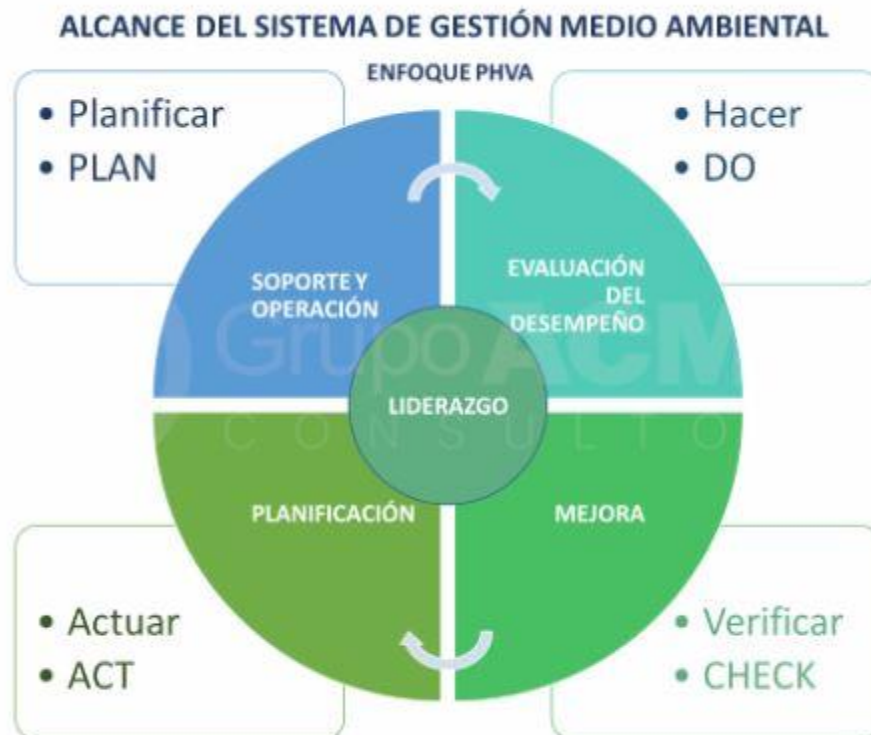 ALCANCE DEL SISTEMA DE GESTIÓN MEDIO AMBIENTAL
ENFOQUE PHVA
• Planificar
• PLAN
• Hacer
• DO
SOPORTE Y
OPERACIÓN
EVALUACIÓN
DEL
DESEMPEÑO
Grupo ACM
CONSULTO
LIDERAZGO
PLANIFICACIÓN
MEJORA
• Actuar
• ACT
• Verificar
• CHECK